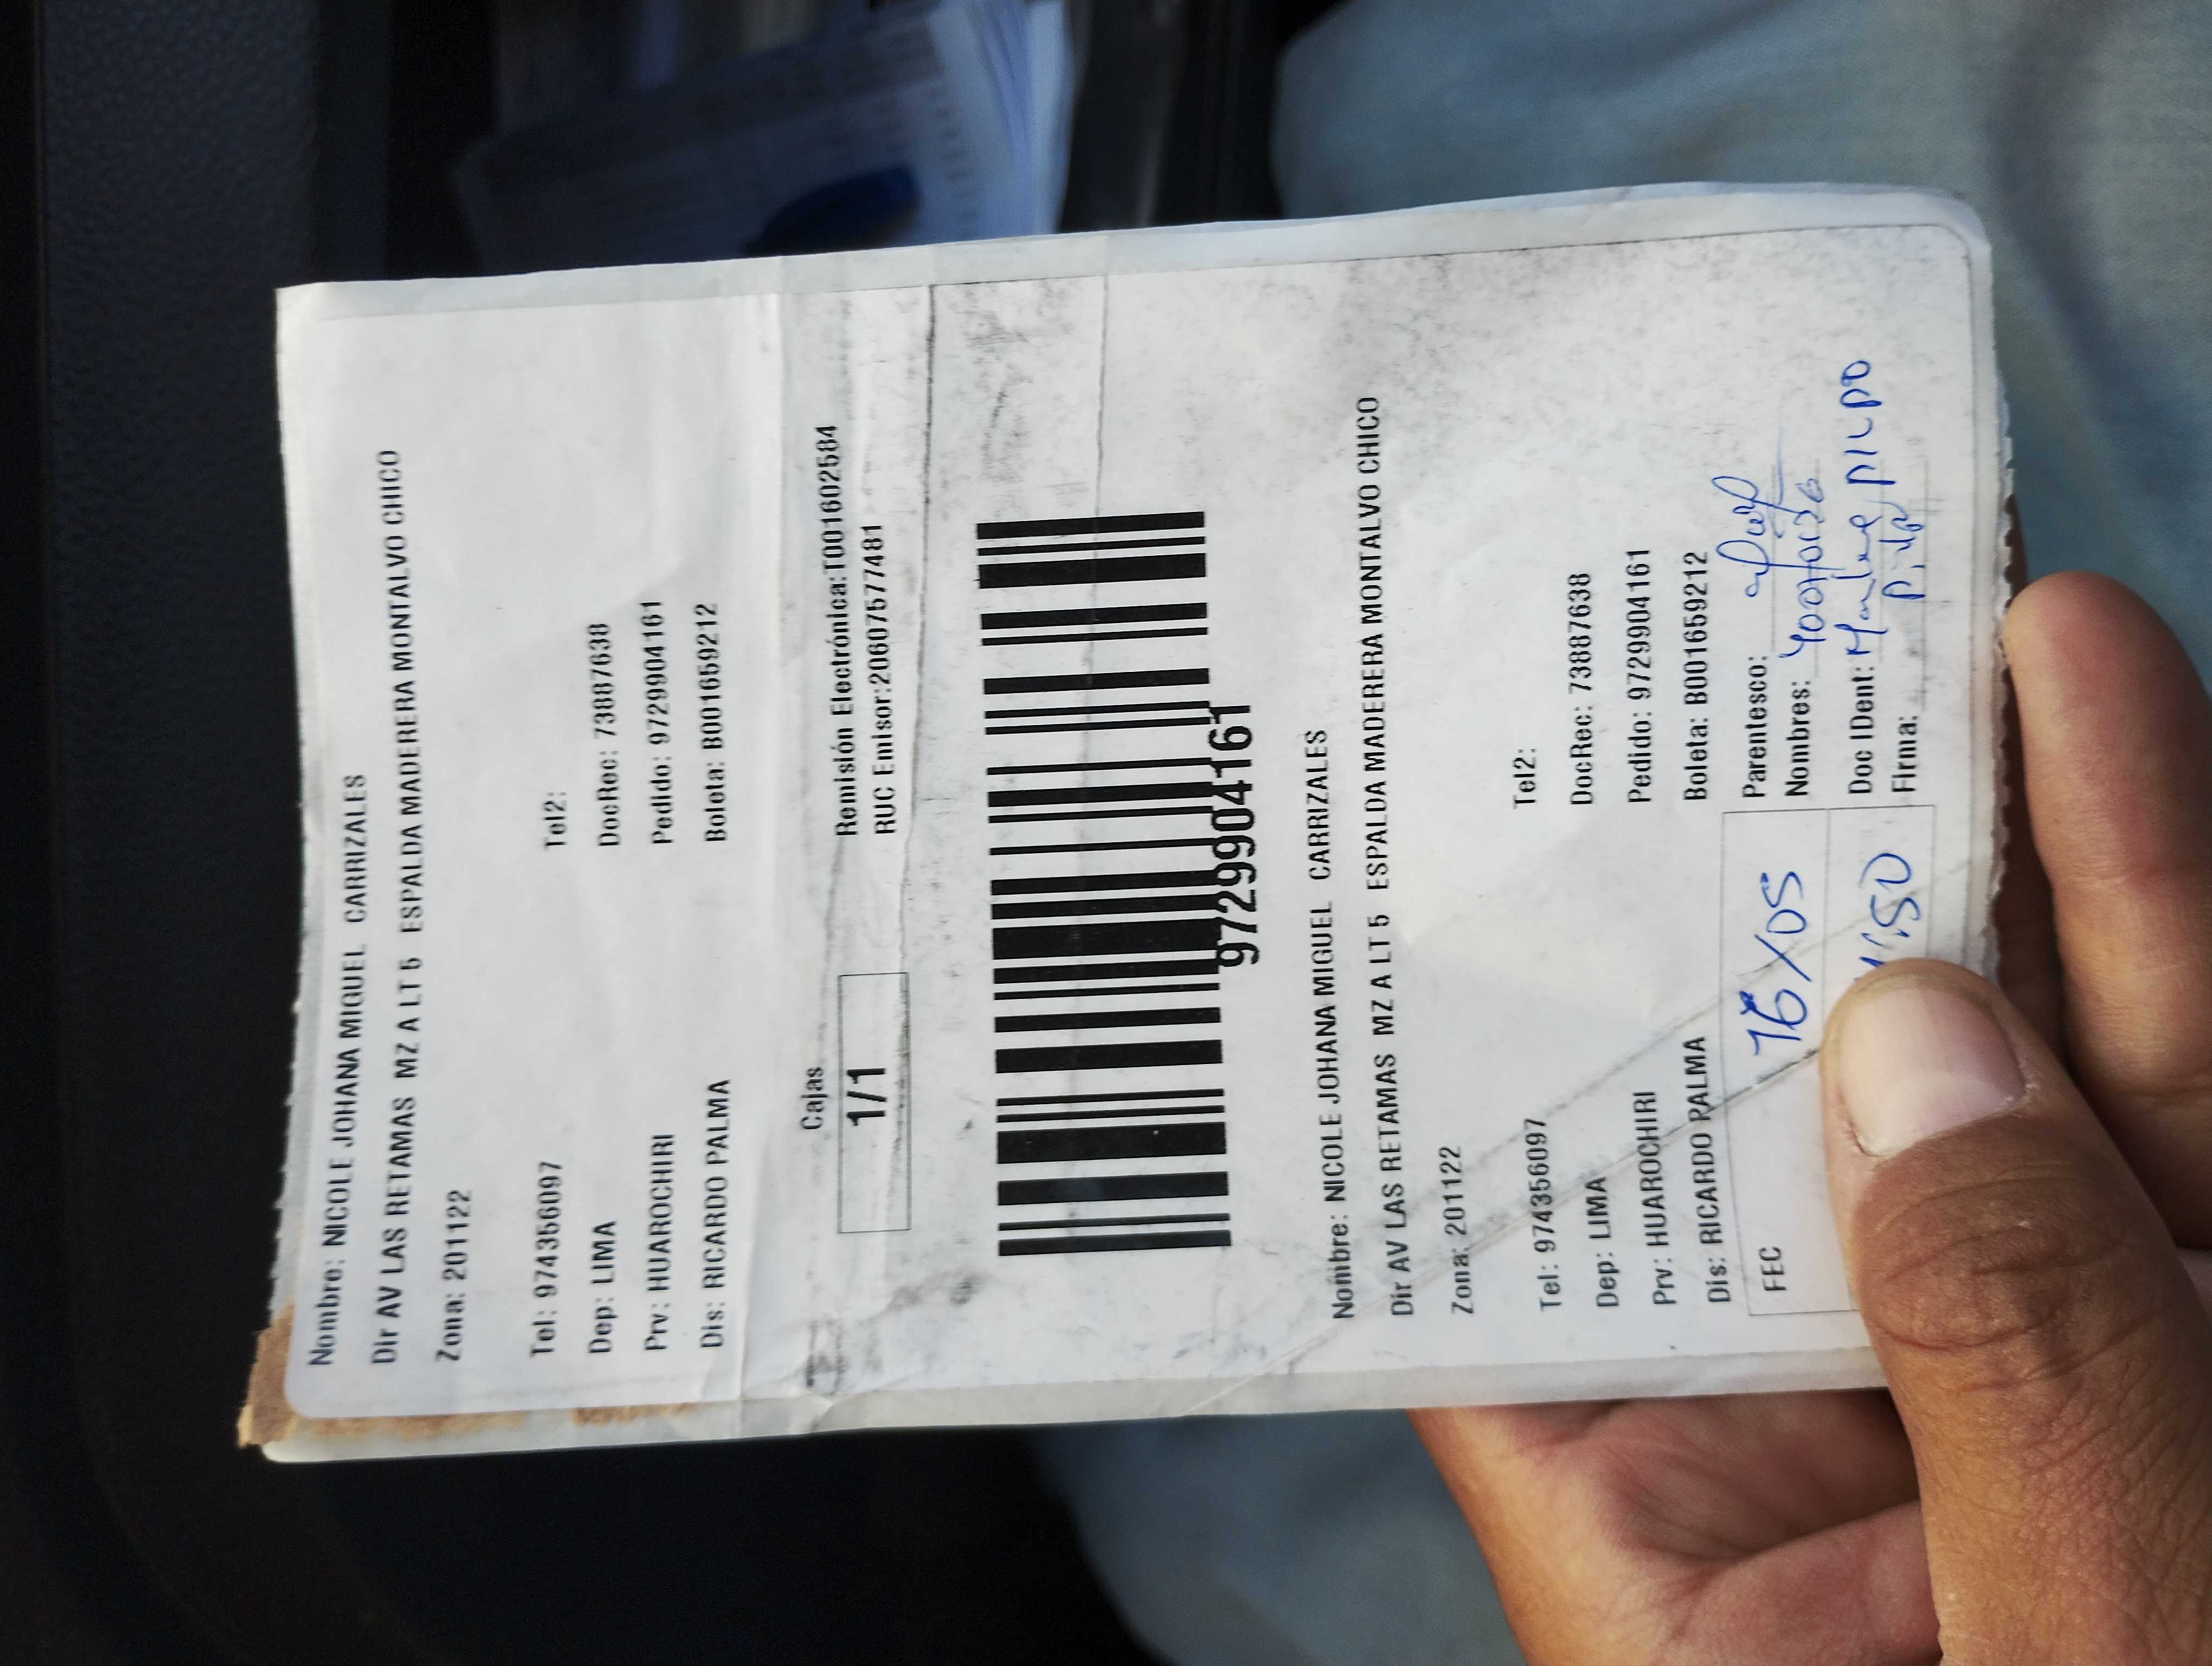 Nombre: NICOLE JOHANA MIGUEL CARRIZALES
Dir AV LAS RETAMAS MZ A LT 5 ESPALDA MADERERA MONTALVO CHICO
Zona: 201122
Tel: 974356097 Tel2:
Dep: LIMA DocRec: 73887638
Prv: HUAROCHIRI Pedido: 9729904161
Dis: RICARDO PALMA Boleta: B001659212
Cajas
1/1
Remisión Electrónica:T001602584
RUC Emisor:20607577481
9729904161
Nombre: NICOLE JOHANA MIGUEL CARRIZALES
Dir AV LAS RETAMAS MZ A LT 5 ESPALDA MADERERA MONTALVO CHICO
Zona: 201122
Tel: 974356097 Tel2:
Dep: LIMA DocRec: 73887638
Prv: HUAROCHIRI Pedido: 9729904161
Dis: RICARDO PALMA Boleta: B001659212
FEC 16/05 Parentesco:
Nombres:
Doc IDent:
Firma: